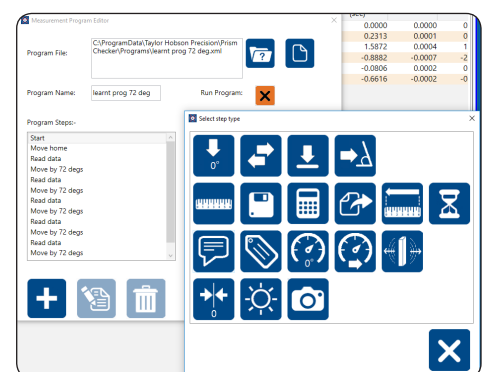 Measurement Program Editor
(sec)
0.0000 0.0000 0
0.2313 0.0001 0
1.5872 0.0004 1
-0.8882 -0.0007 -2
-0.0806 0.0002 0
-0.6616 -0.0002 -0
Program File:
C:\ProgramData\Taylor Hobson Precision\Prism
Checker\Programs\learnt prog 72 deg.xml
?
Program Name:
learnt prog 72 deg
Run Program:
Program Steps:-
Start
Move home
Read data
Move by 72 degs
Read data
Move by 72 degs
Read data
Move by 72 degs
Read data
Move by 72 degs
Read data
Move by 72 degs
Select step type
0°
0°
0